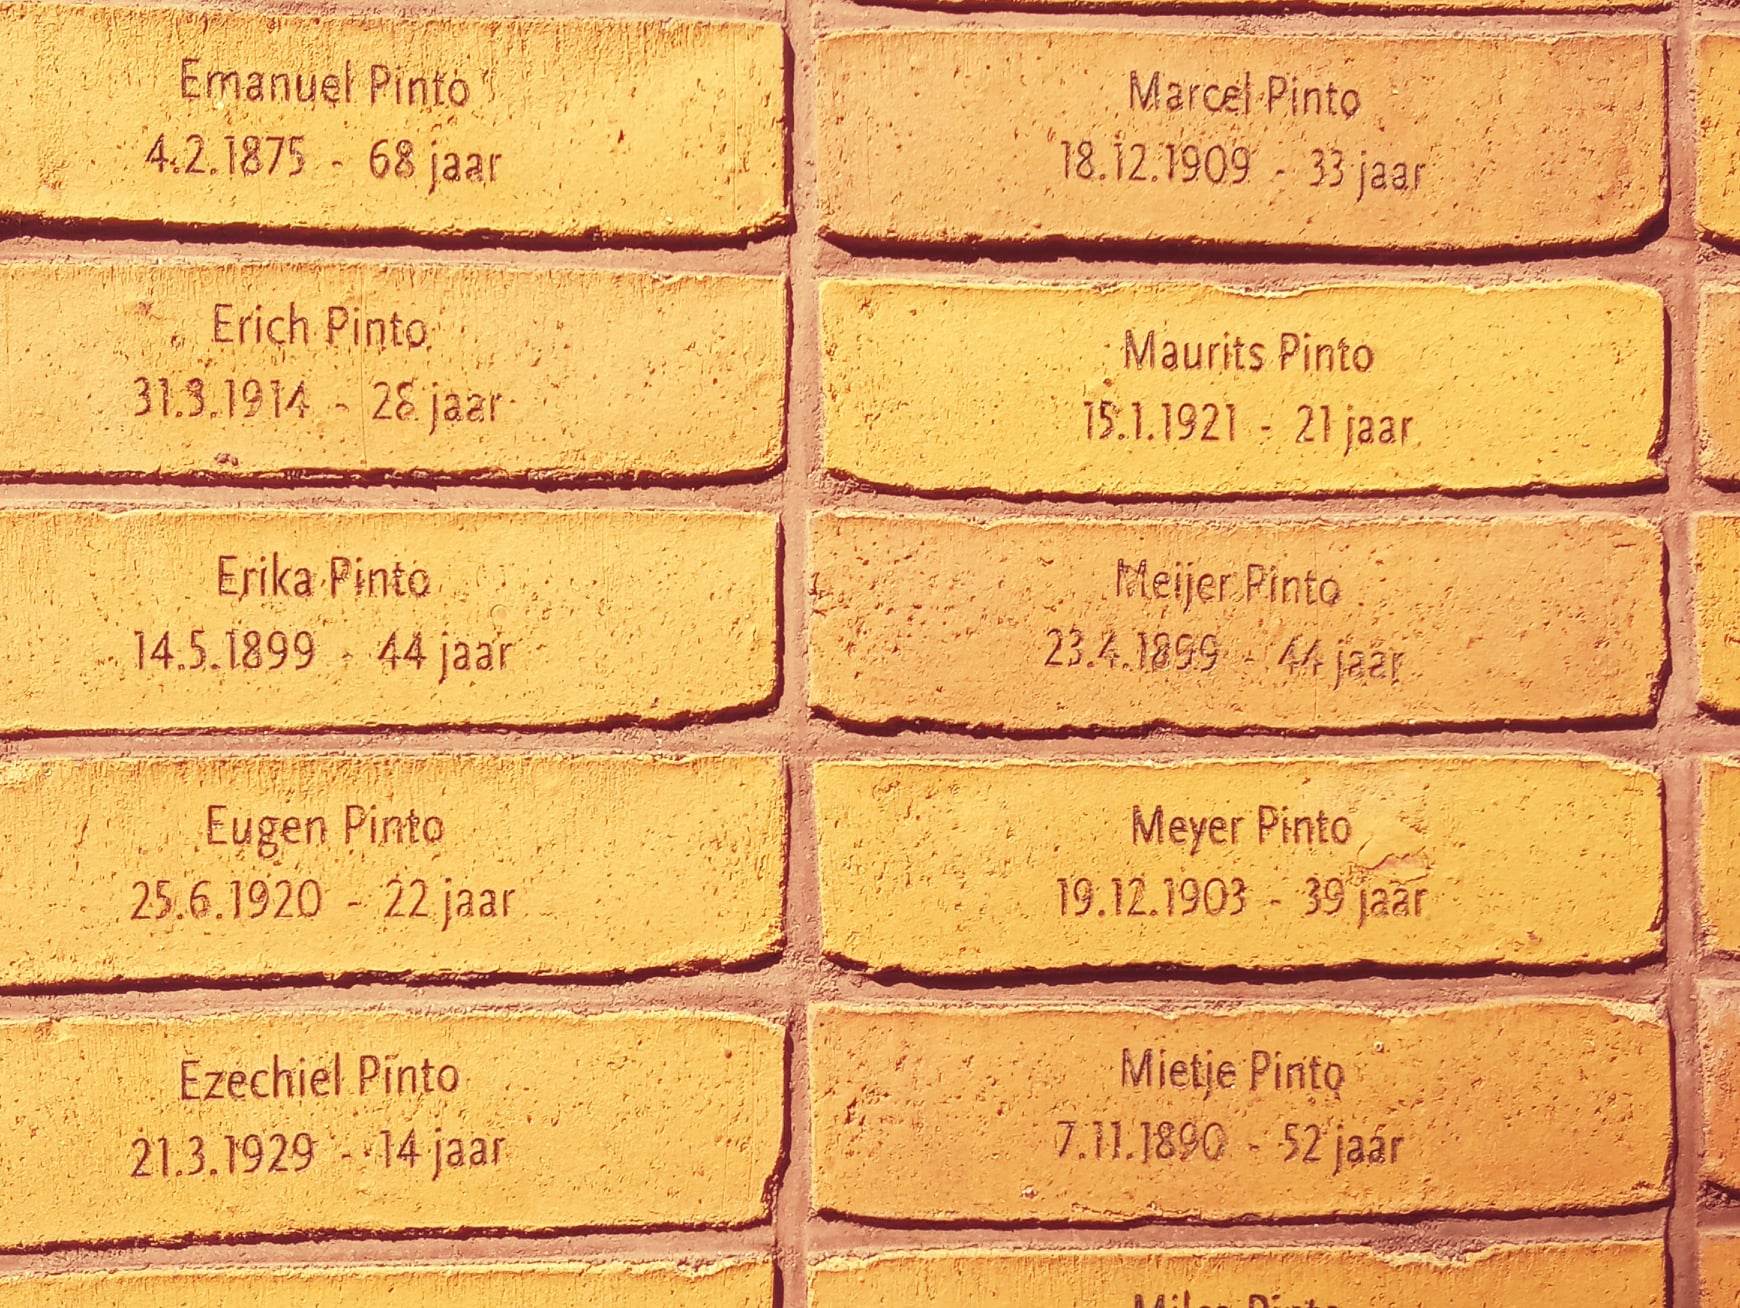 Emanuel Pinto
4.2.1875 - 68 jaar
Erich Pinto
31.3.1914 - 28 jaar
Erika Pinto
14.5.1899 - 44 jaar
Eugen Pinto
25.6.1920 - 22 jaar
Ezechiel Pinto
21.3.1929 - 14 jaar
Marcel Pinto
18.12.1909 - 33 jaar
Maurits Pinto
15.1.1921 - 21 jaar
Meijer Pinto
23.4.1899 - 44 jaar
Meyer Pinto
19.12.1903 - 39 jaar
Mietje Pinto
7.11.1890 - 52 jaar
Pinto